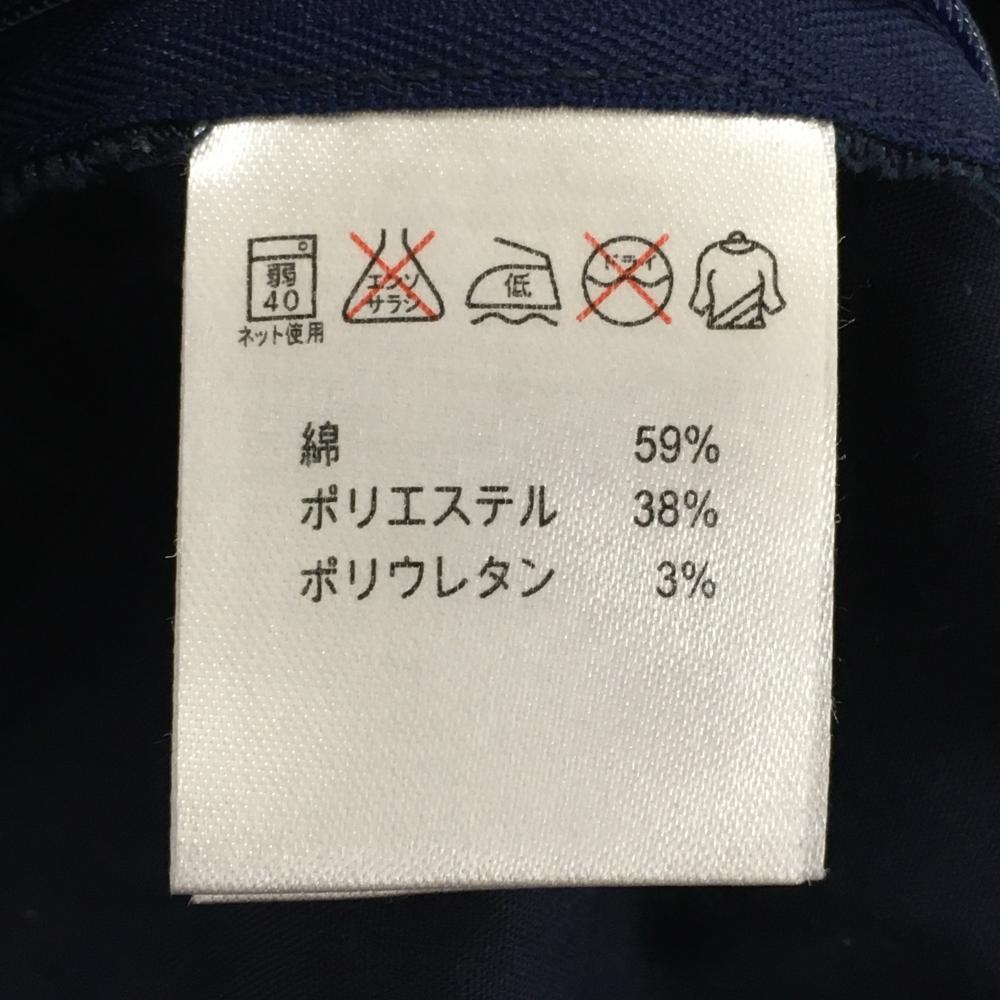 弱
40
ネット使用
エンソ
サラシ
低
ドライ
綿 59%
ポリエステル 38%
ポリウレタン 3%